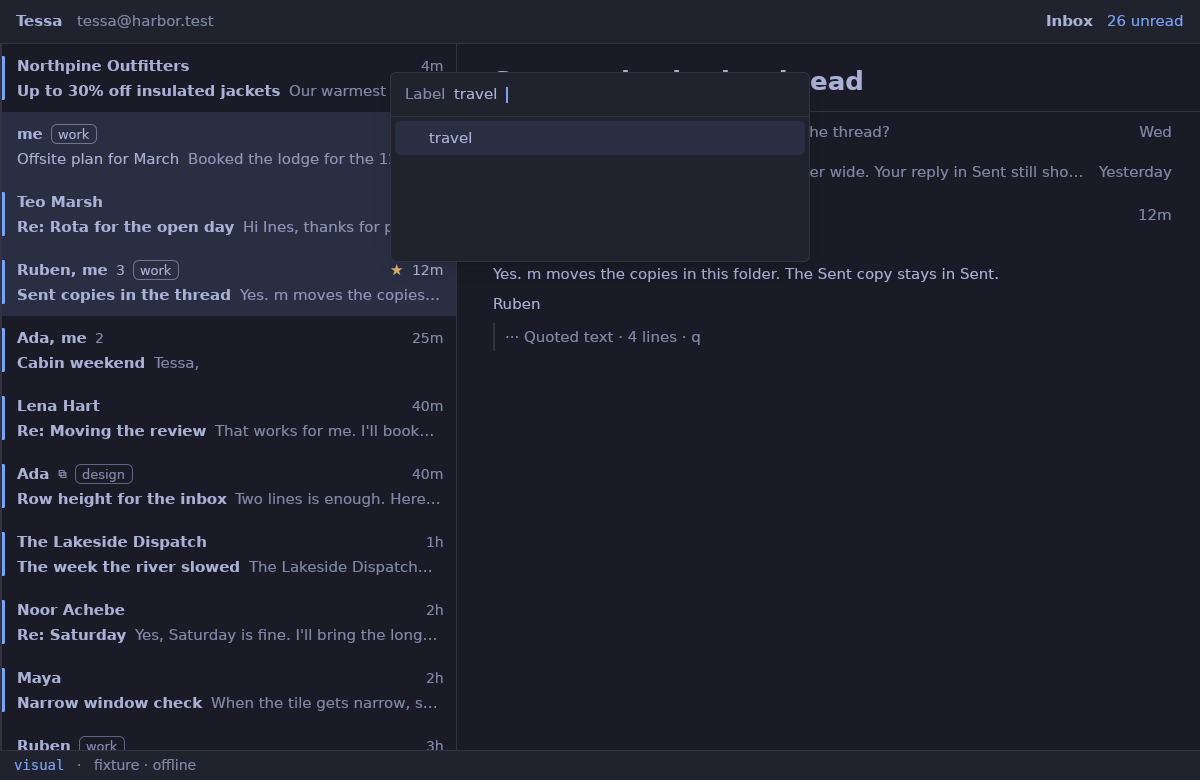 Tessa tessa@harbor.test
Inbox 26 unread
Northpine Outfitters 4m
Up to 30% off insulated jackets Our warmest
me work
Offsite plan for March Booked the lodge for the
Teo Marsh
Re: Rota for the open day Hi Ines, thanks for
Ruben, me 3 work ★ 12m
Sent copies in the thread Yes. m moves the copies…
Ada, me 2 25m
Cabin weekend Tessa,
Lena Hart 40m
Re: Moving the review That works for me. I'll book…
Ada design 40m
Row height for the inbox Two lines is enough. Here…
The Lakeside Dispatch 1h
The week the river slowed The Lakeside Dispatch…
Noor Achebe 2h
Re: Saturday Yes, Saturday is fine. I'll bring the long…
Maya 2h
Narrow window check When the tile gets narrow, s…
Ruben work 3h
Label travel
travel
he thread? Wed
er wide. Your reply in Sent still sho… Yesterday
12m
Yes. m moves the copies in this folder. The Sent copy stays in Sent.
Ruben
··· Quoted text · 4 lines · q
visual · fixture · offline